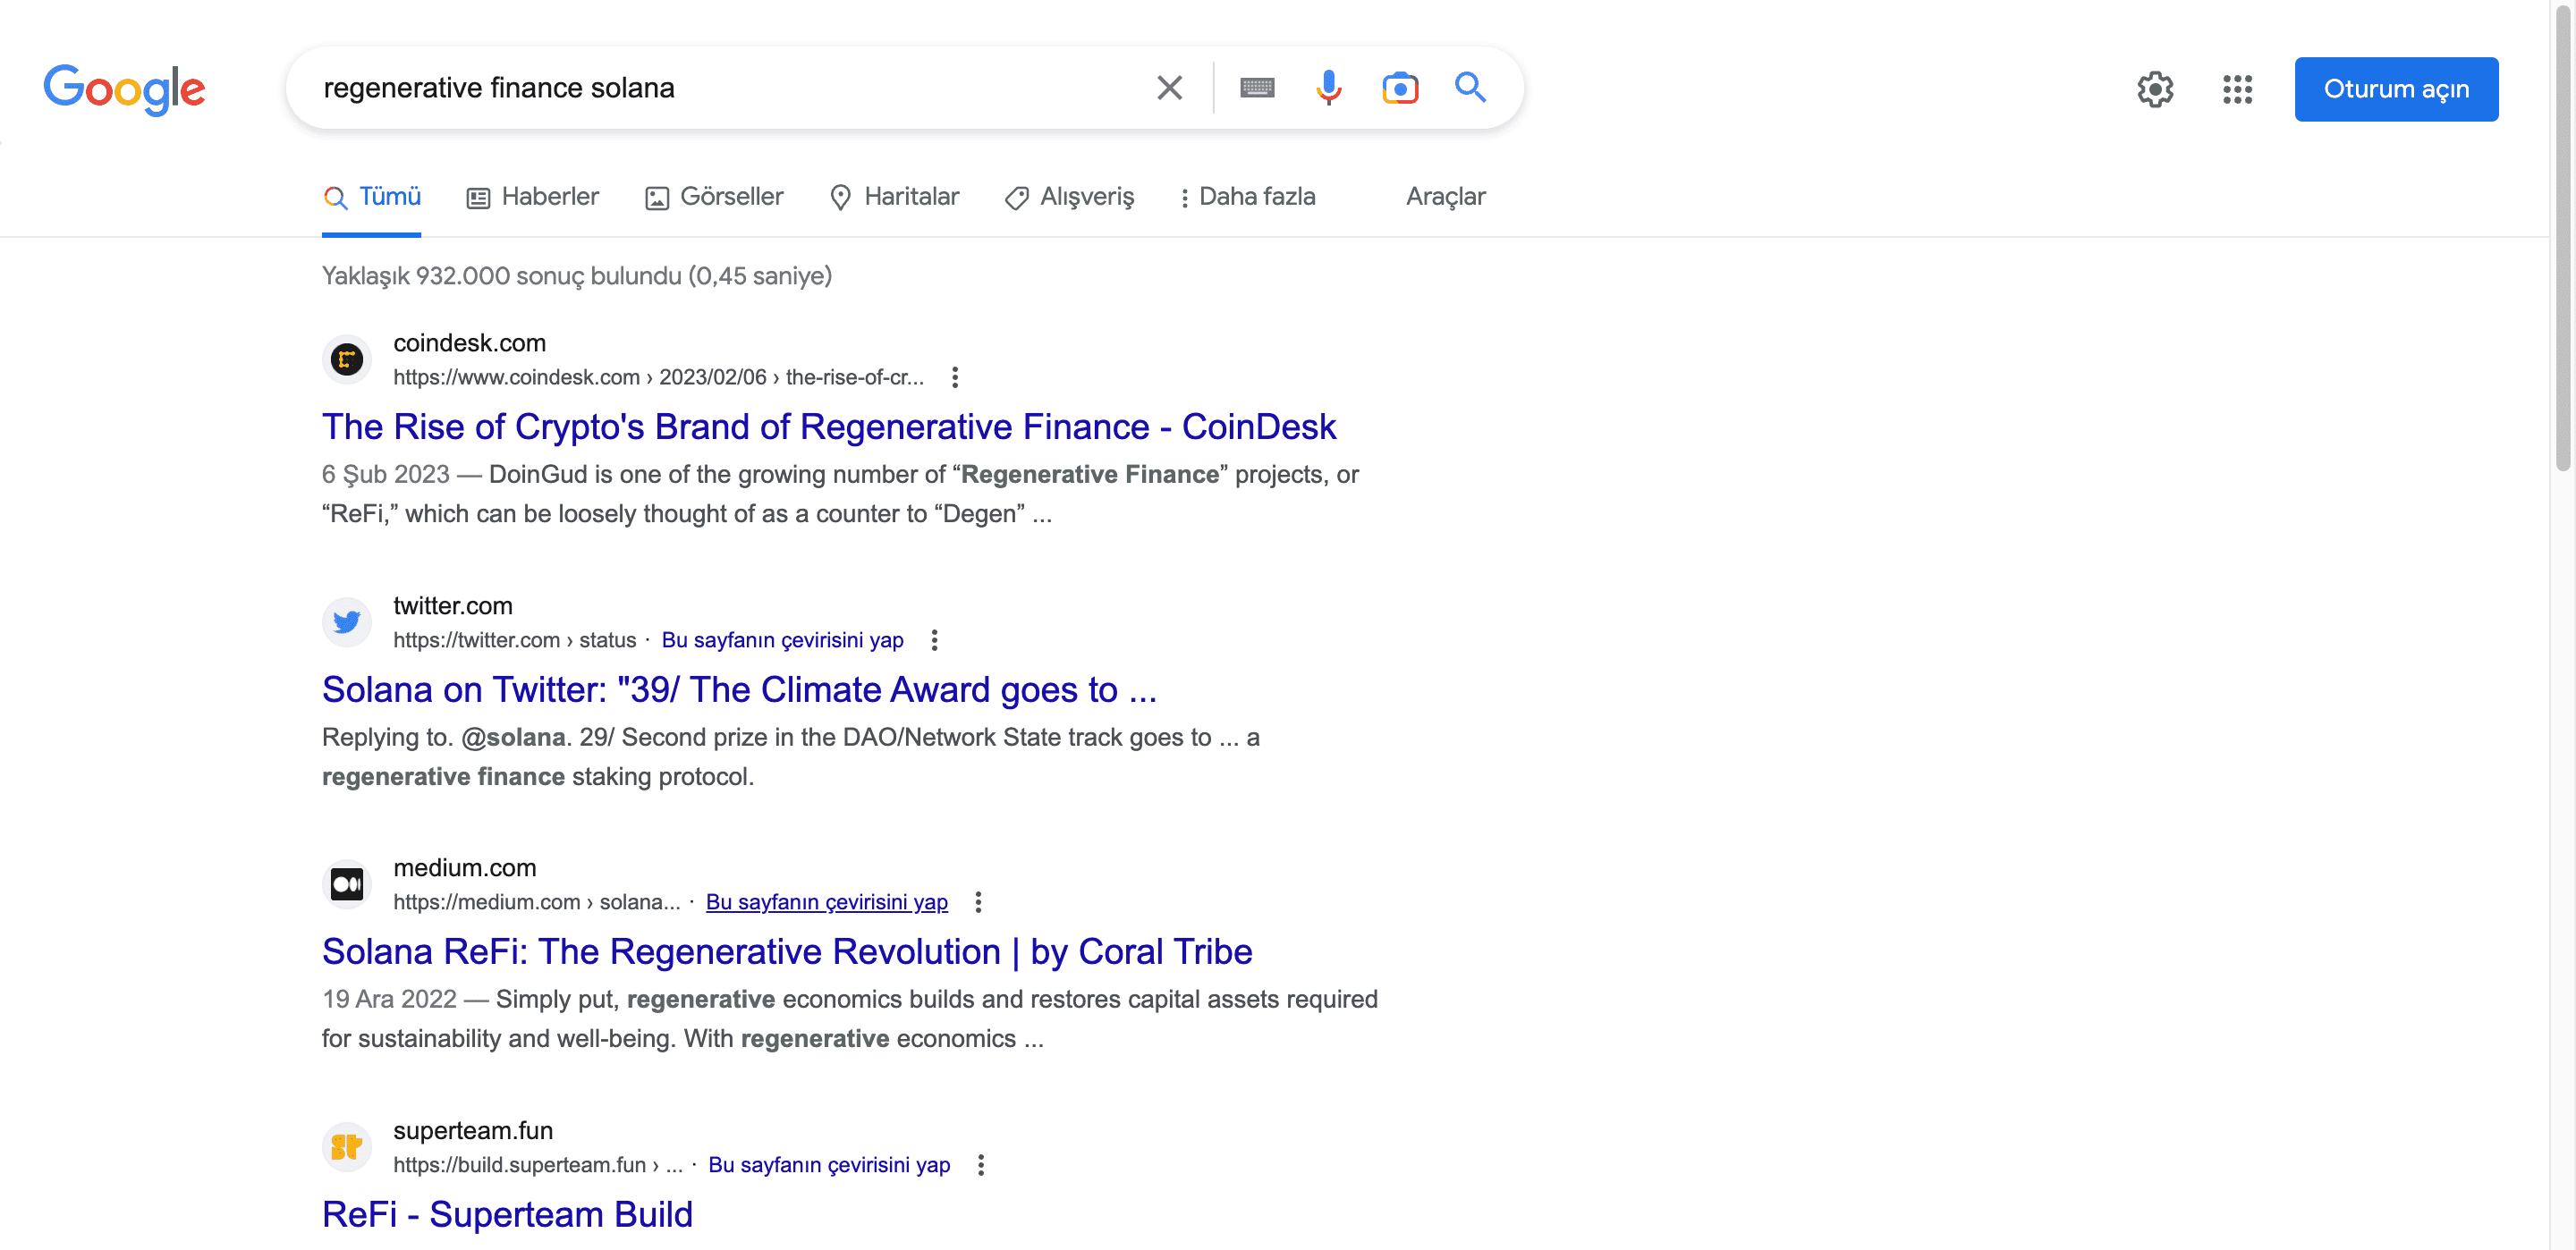 Google
regenerative finance solana
Oturum açın
Tümü
Haberler
Görseller
Haritalar
Alışveriş
Daha fazla
Araçlar
Yaklaşık 932.000 sonuç bulundu (0,45 saniye)
coindesk.com
https://www.coindesk.com › 2023/02/06 › the-rise-of-cr...
The Rise of Crypto's Brand of Regenerative Finance - CoinDesk
6 Şub 2023 — DoinGud is one of the growing number of “Regenerative Finance” projects, or
“ReFi,” which can be loosely thought of as a counter to “Degen” ...
twitter.com
https://twitter.com › status · Bu sayfanın çevirisini yap
Solana on Twitter: "39/ The Climate Award goes to ...
Replying to. @solana. 29/ Second prize in the DAO/Network State track goes to ... a
regenerative finance staking protocol.
medium.com
https://medium.com › solana... · Bu sayfanın çevirisini yap
Solana ReFi: The Regenerative Revolution | by Coral Tribe
19 Ara 2022 — Simply put, regenerative economics builds and restores capital assets required
for sustainability and well-being. With regenerative economics ...
superteam.fun
https://build.superteam.fun › ... · Bu sayfanın çevirisini yap
ReFi - Superteam Build